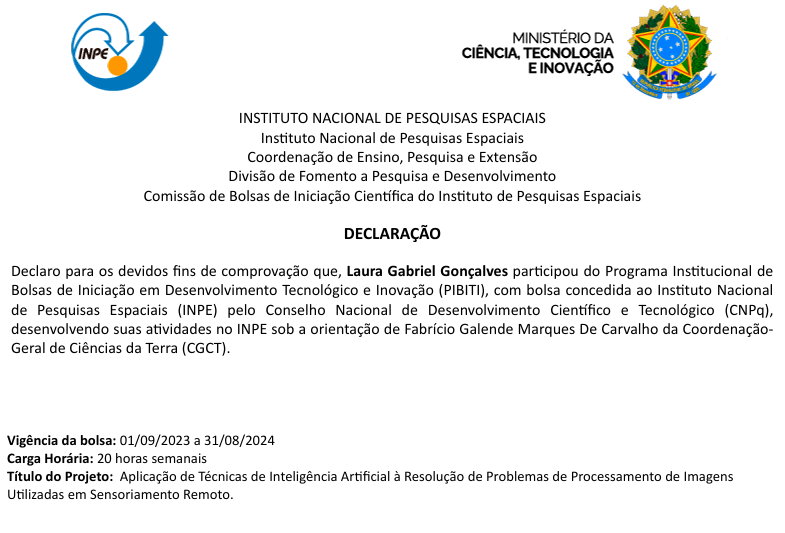 INPE
MINISTÉRIO DA
CIÊNCIA, TECNOLOGIA
E INOVAÇÃO
INSTITUTO NACIONAL DE PESQUISAS ESPACIAIS
Instituto Nacional de Pesquisas Espaciais
Coordenação de Ensino, Pesquisa e Extensão
Divisão de Fomento a Pesquisa e Desenvolvimento
Comissão de Bolsas de Iniciação Científica do Instituto de Pesquisas Espaciais
DECLARAÇÃO
Declaro para os devidos fins de comprovação que, Laura Gabriel Gonçalves participou do Programa Institucional de
Bolsas de Iniciação em Desenvolvimento Tecnológico e Inovação (PIBITI), com bolsa concedida ao Instituto Nacional
de Pesquisas Espaciais (INPE) pelo Conselho Nacional de Desenvolvimento Científico e Tecnológico (CNPq),
desenvolvendo suas atividades no INPE sob a orientação de Fabrício Galende Marques De Carvalho da Coordenação-
Geral de Ciências da Terra (CGCT).
Vigência da bolsa: 01/09/2023 a 31/08/2024
Carga Horária: 20 horas semanais
Título do Projeto: Aplicação de Técnicas de Inteligência Artificial à Resolução de Problemas de Processamento de Imagens
Utilizadas em Sensoriamento Remoto.